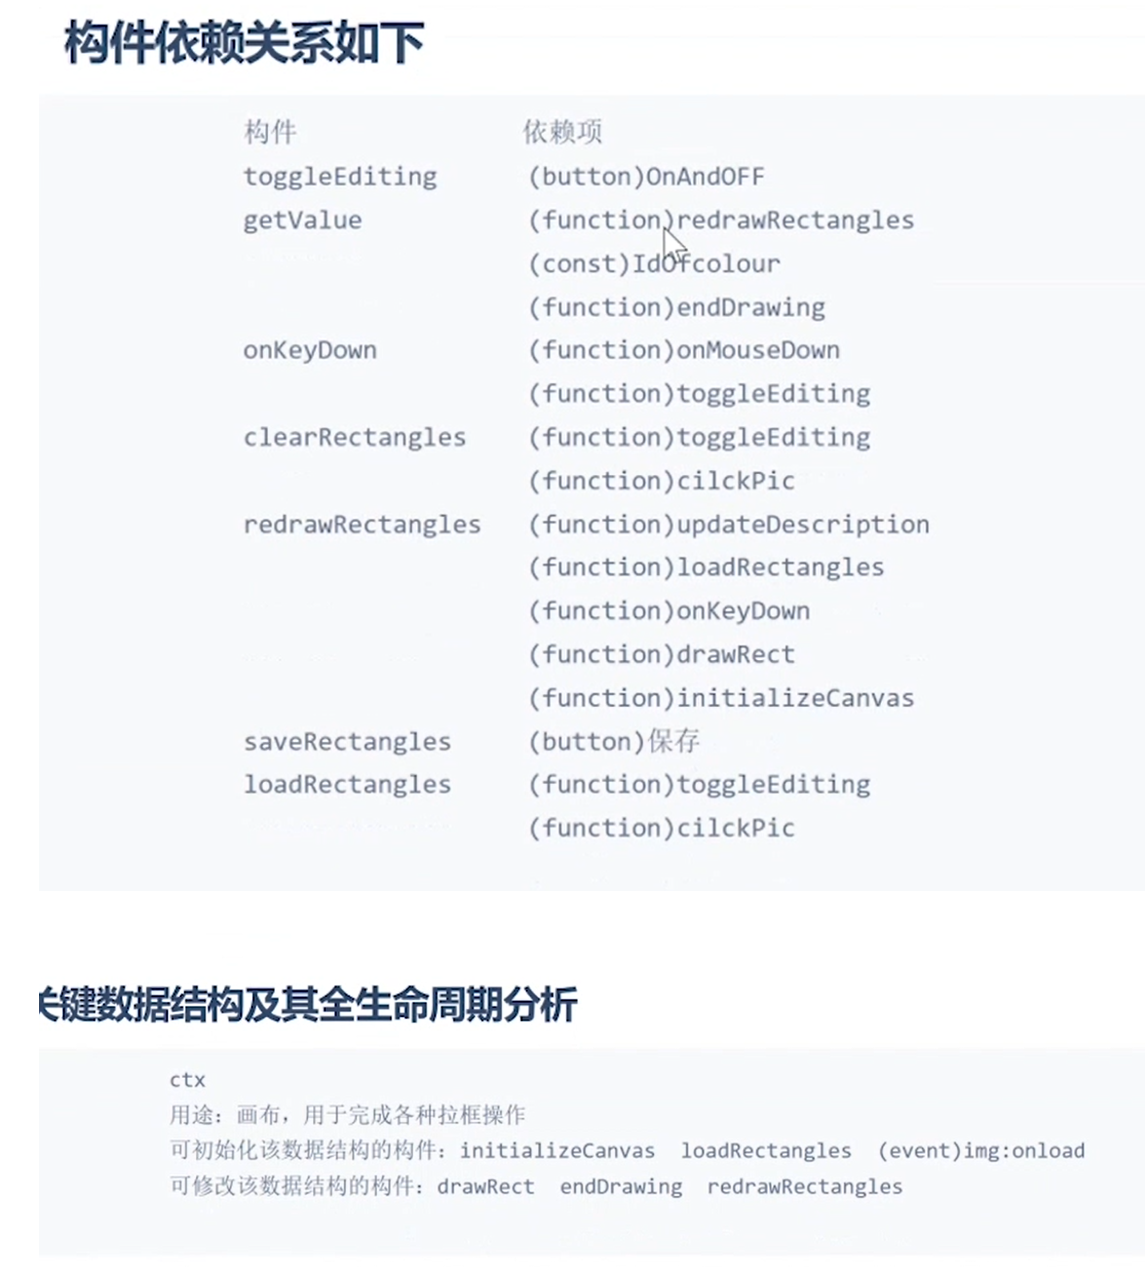 构件依赖关系如下
构件 依赖项
toggleEditing (button)OnAndOFF
getValue (function)redrawRectangles
(const)IdOfcolour
(function)endDrawing
onKeyDown (function)onMouseDown
(function)toggleEditing
clearRectangles (function)toggleEditing
(function)cilckPic
redrawRectangles (function)updateDescription
(function)loadRectangles
(function)onKeyDown
(function)drawRect
(function)initializeCanvas
saveRectangles (button)保存
loadRectangles (function)toggleEditing
(function)cilckPic
关键数据结构及其全生命周期分析
ctx
用途：画布，用于完成各种拉框操作
可初始化该数据结构的构件：initializeCanvas loadRectangles (event)img:onload
可修改该数据结构的构件：drawRect endDrawing redrawRectangles